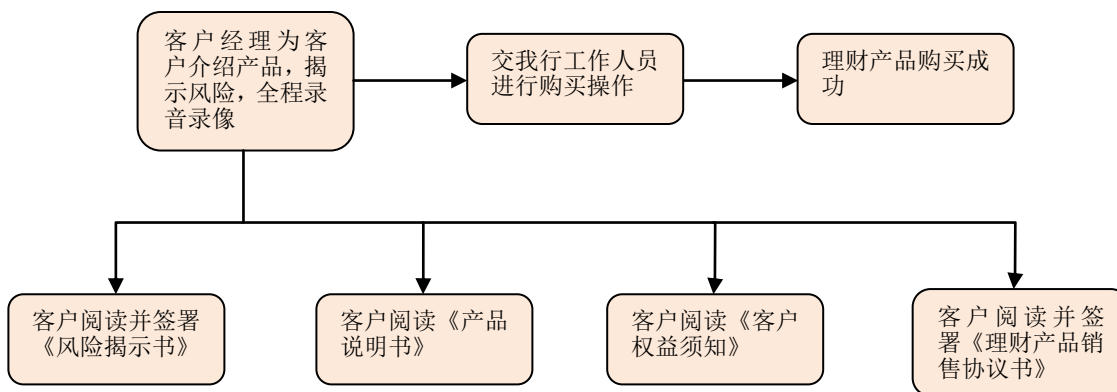 客户经理为客
户介绍产品，揭
示风险，全程录
音录像
交我行工作人员
进行购买操作
理财产品购买成
功
客户阅读并签署
《风险揭示书》
客户阅读《产品
说明书》
客户阅读《客户
权益须知》
客户阅读并签
署《理财产品销
售协议书》